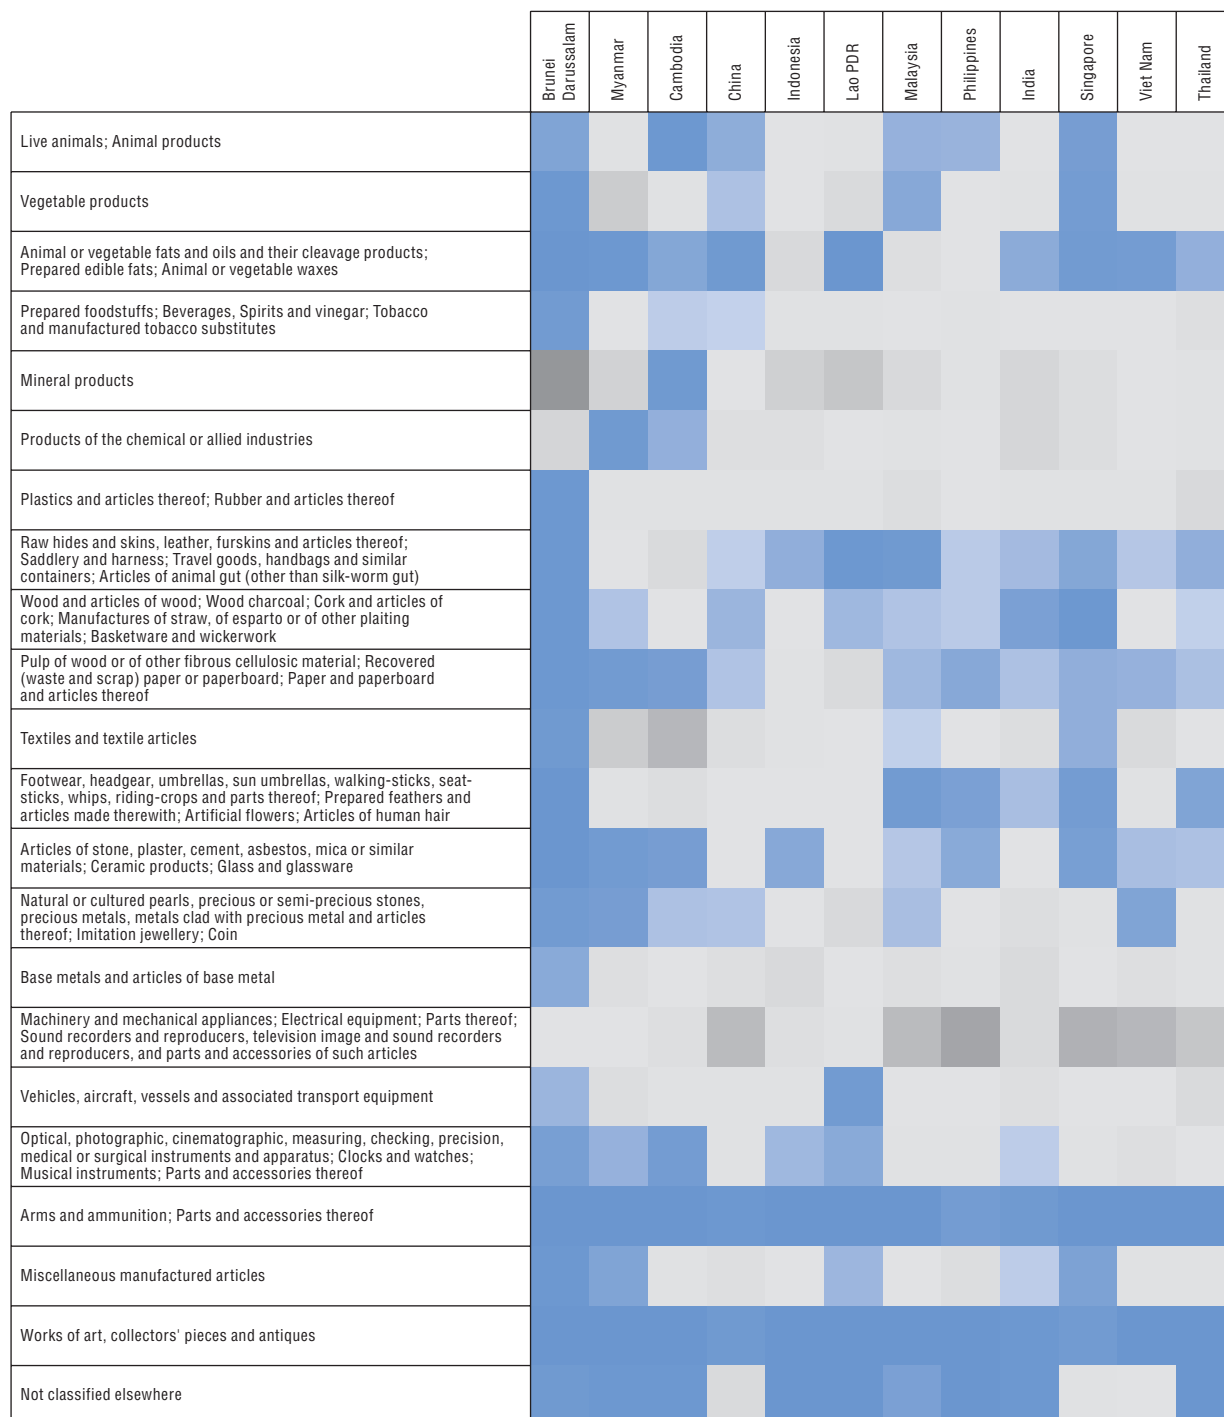 Brunei
Darussalam
Myanmar
Cambodia
China
Indonesia
Lao PDR
Malaysia
Philippines
India
Singapore
Viet Nam
Thailand
Live animals; Animal products
Vegetable products
Animal or vegetable fats and oils and their cleavage products;
Prepared edible fats; Animal or vegetable waxes
Prepared foodstuffs; Beverages, Spirits and vinegar; Tobacco
and manufactured tobacco substitutes
Mineral products
Products of the chemical or allied industries
Plastics and articles thereof; Rubber and articles thereof
Raw hides and skins, leather, furskins and articles thereof;
Saddlery and harness; Travel goods, handbags and similar
containers; Articles of animal gut (other than silk-worm gut)
Wood and articles of wood; Wood charcoal; Cork and articles of
cork; Manufactures of straw, of esparto or of other plaiting
materials; Basketware and wickerwork
Pulp of wood or of other fibrous cellulosic material; Recovered
(waste and scrap) paper or paperboard; Paper and paperboard
and articles thereof
Textiles and textile articles
Footwear, headgear, umbrellas, sun umbrellas, walking-sticks, seat-
sticks, whips, riding-crops and parts thereof; Prepared feathers and
articles made therewith; Artificial flowers; Articles of human hair
Articles of stone, plaster, cement, asbestos, mica or similar
materials; Ceramic products; Glass and glassware
Natural or cultured pearls, precious or semi-precious stones,
precious metals, metals clad with precious metal and articles
thereof; Imitation jewellery; Coin
Base metals and articles of base metal
Machinery and mechanical appliances; Electrical equipment; Parts thereof;
Sound recorders and reproducers, television image and sound recorders
and reproducers, and parts and accessories of such articles
Vehicles, aircraft, vessels and associated transport equipment
Optical, photographic, cinematographic, measuring, checking, precision,
medical or surgical instruments and apparatus; Clocks and watches;
Musical instruments; Parts and accessories thereof
Arms and ammunition; Parts and accessories thereof
Miscellaneous manufactured articles
Works of art, collectors' pieces and antiques
Not classified elsewhere